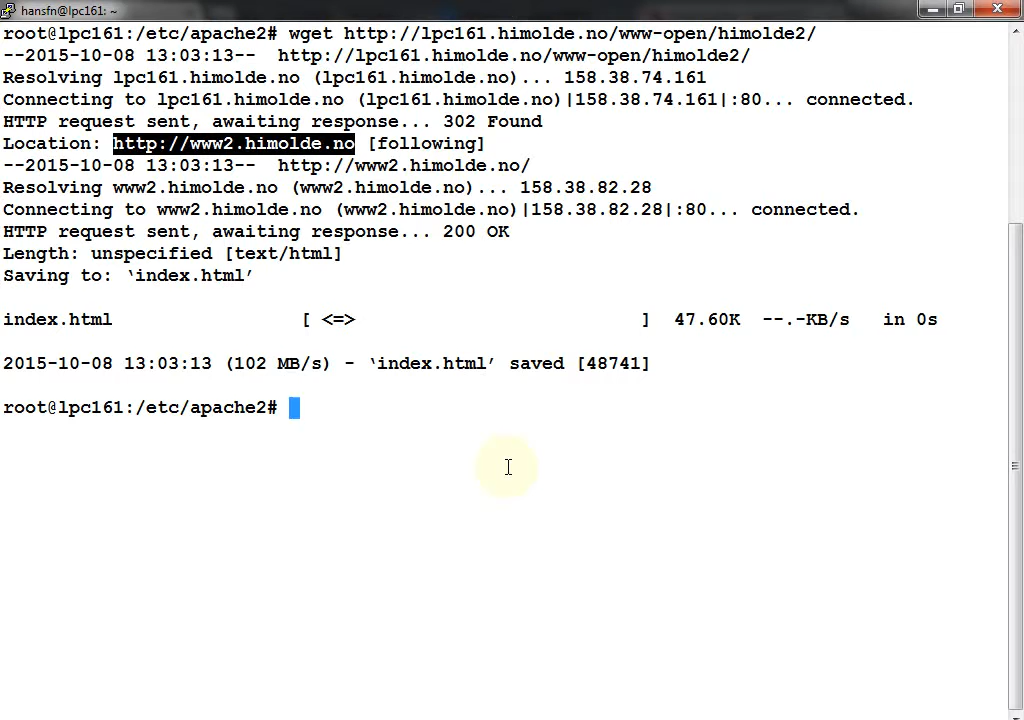 hansfn@lpc161: ~
root@lpc161:/etc/apache2# wget http://lpc161.himolde.no/www-open/himolde2/
--2015-10-08 13:03:13--  http://lpc161.himolde.no/www-open/himolde2/
Resolving lpc161.himolde.no (lpc161.himolde.no)... 158.38.74.161
Connecting to lpc161.himolde.no (lpc161.himolde.no)|158.38.74.161|:80... connected.
HTTP request sent, awaiting response... 302 Found
Location: http://www2.himolde.no [following]
--2015-10-08 13:03:13--  http://www2.himolde.no/
Resolving www2.himolde.no (www2.himolde.no)... 158.38.82.28
Connecting to www2.himolde.no (www2.himolde.no)|158.38.82.28|:80... connected.
HTTP request sent, awaiting response... 200 OK
Length: unspecified [text/html]
Saving to: ‘index.html’
index.html                 [ <=>                          ]  47.60K  --.-KB/s   in 0s
2015-10-08 13:03:13 (102 MB/s) - ‘index.html’ saved [48741]
root@lpc161:/etc/apache2#